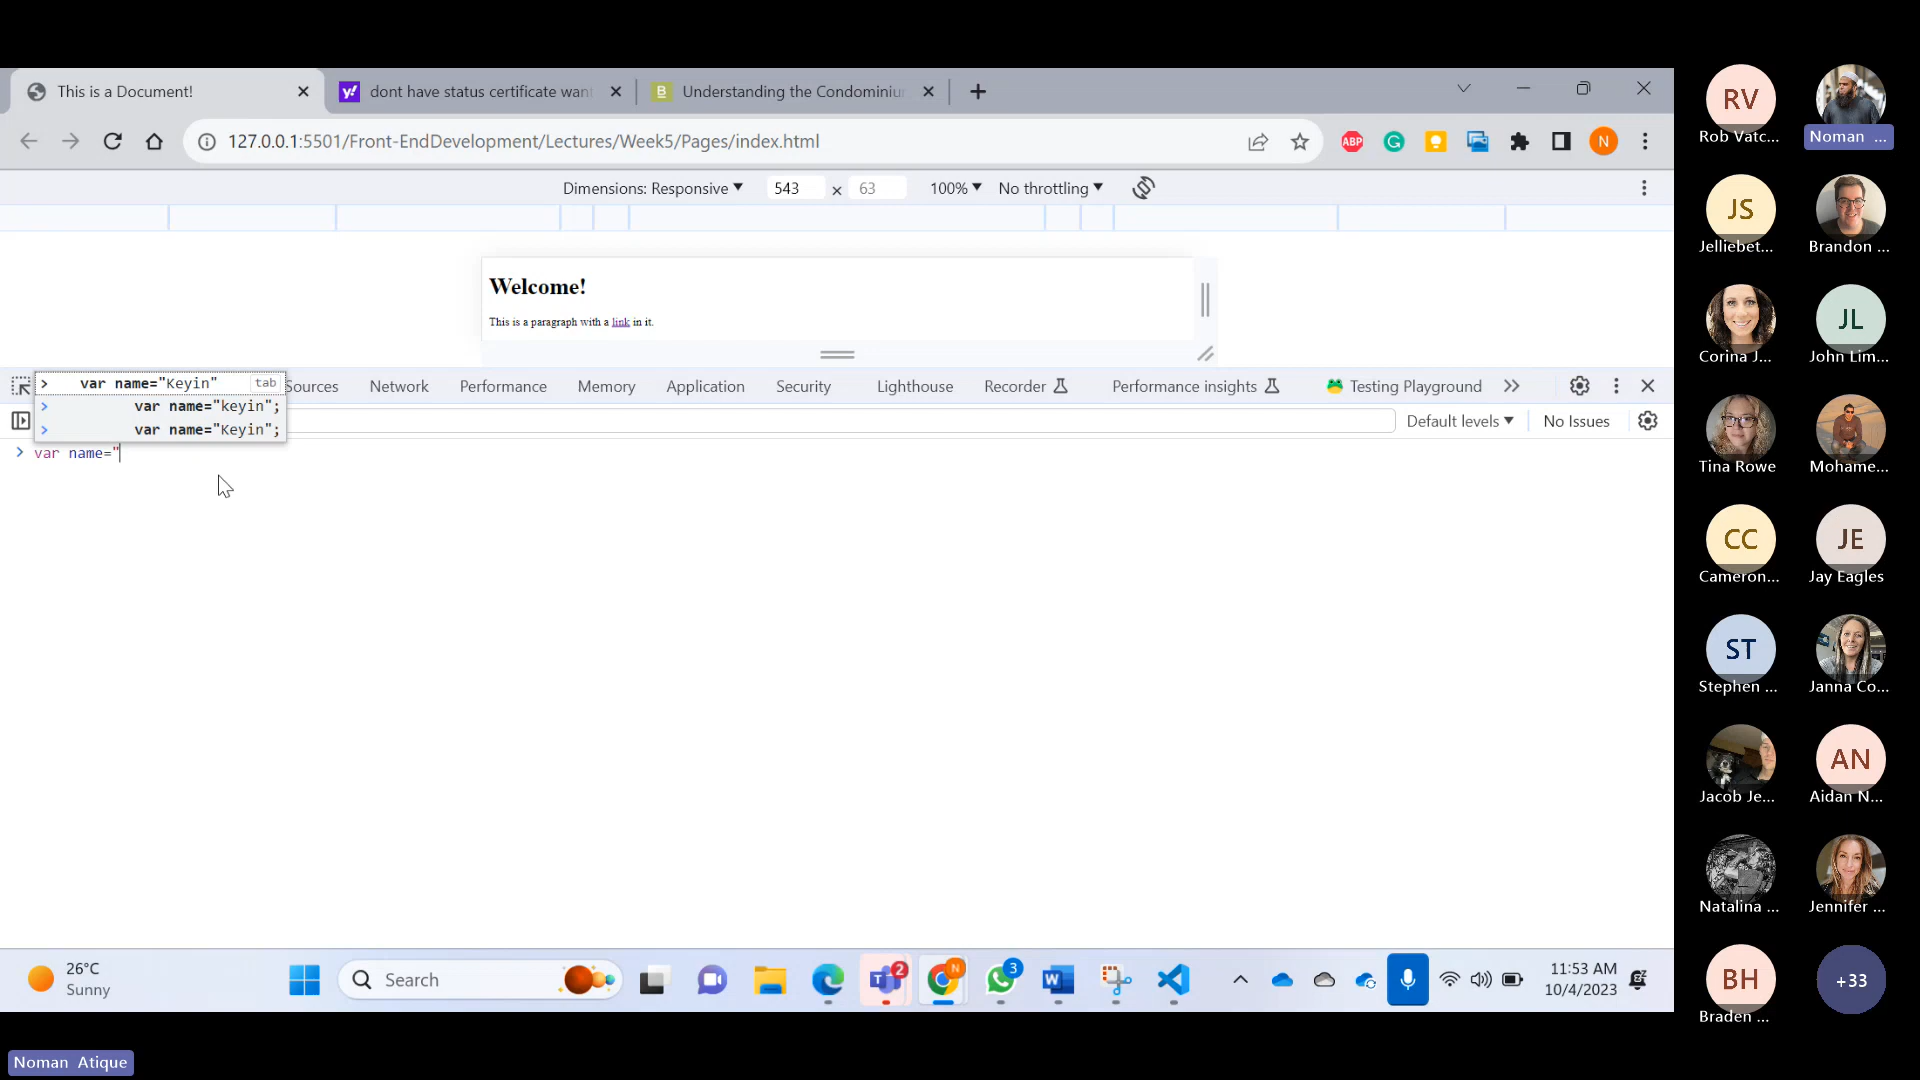 This is a Document!
dont have status certificate want
Understanding the Condominiu
127.0.0.1:5501/Front-EndDevelopment/Lectures/Week5/Pages/index.html
ABP
G
N
Dimensions: Responsive
543
×
63
100%
No throttling
Welcome!
This is a paragraph with a link in it.
Sources
Network
Performance
Memory
Application
Security
Lighthouse
Recorder
Performance insights
Testing Playground
> var name="Keyin" tab
> var name="keyin";
> var name="Keyin";
Default levels
No Issues
> var name="
26°C
Sunny
Search
2
N
3
11:53 AM
10/4/2023
Noman Atique
RV
Rob Vatc...
Noman ...
JS
Jelliebet...
Brandon ...
Corina J...
JL
John Lim...
Tina Rowe
Mohame...
CC
Cameron...
JE
Jay Eagles
ST
Stephen ...
Janna Co...
Jacob Je...
AN
Aidan N...
Natalina ...
Jennifer ...
BH
Braden ...
+33